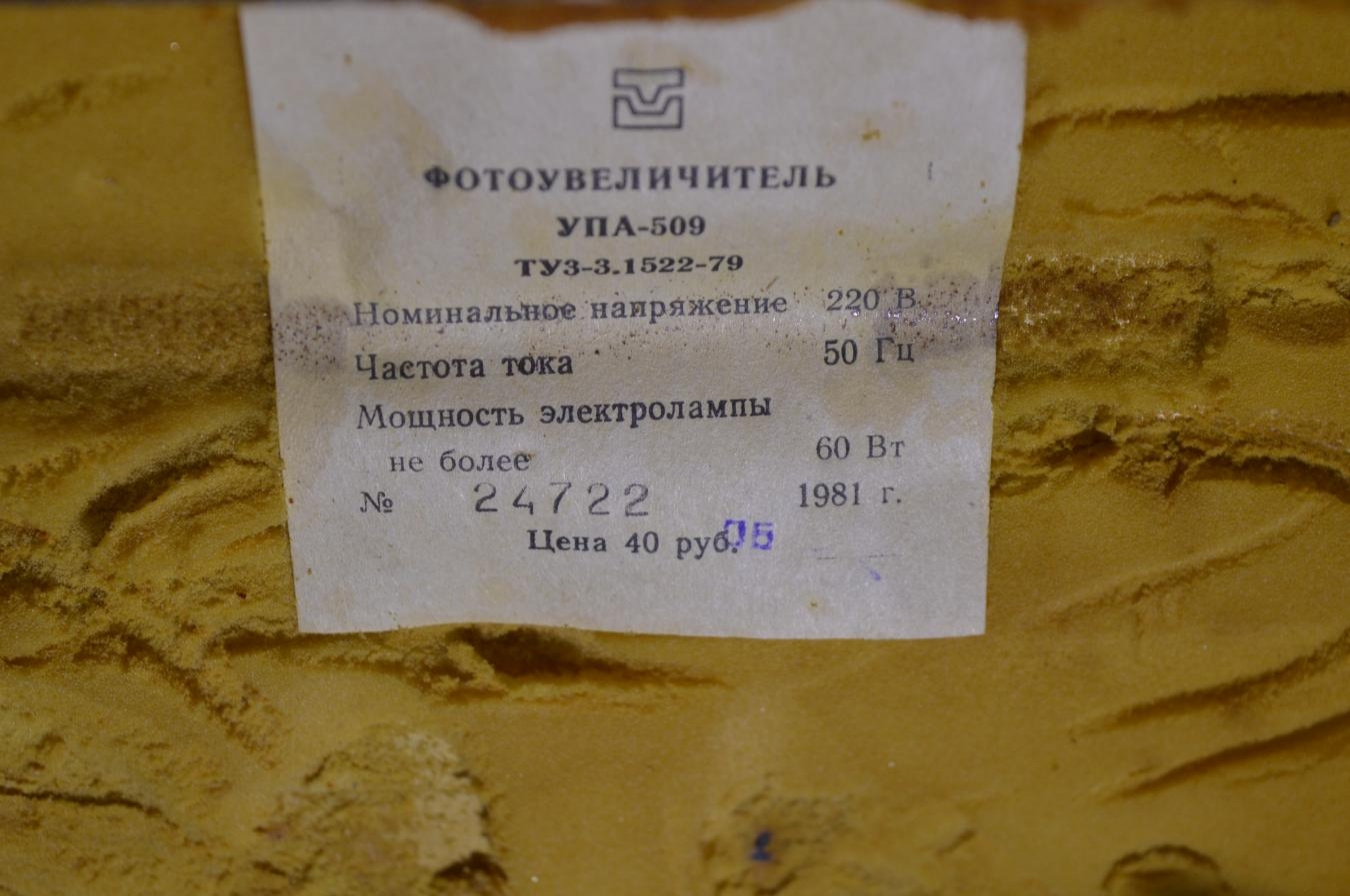 ФОТОУВЕЛИЧИТЕЛЬ
УПА-509
ТУ3-3.1522-79
Номинальное напряжение 220 В
Частота тока 50 Гц
Мощность электролампы
не более 60 Вт
№ 24722 1981 г.
Цена 40 руб. 05